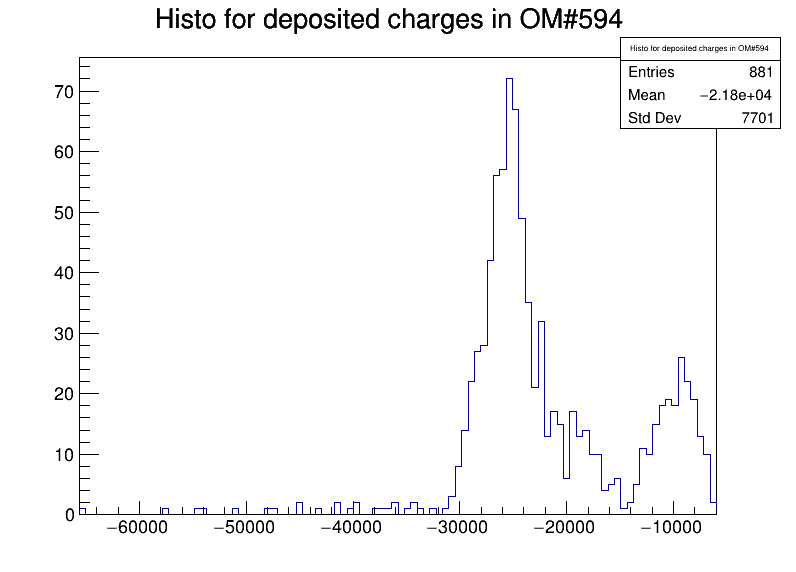 Histo for deposited charges in OM#594
Histo for deposited charges in OM#594
Entries 881
Mean −2.18e+04
Std Dev 7701
70
60
50
40
30
20
10
0
−60000 −50000 −40000 −30000 −20000 −10000